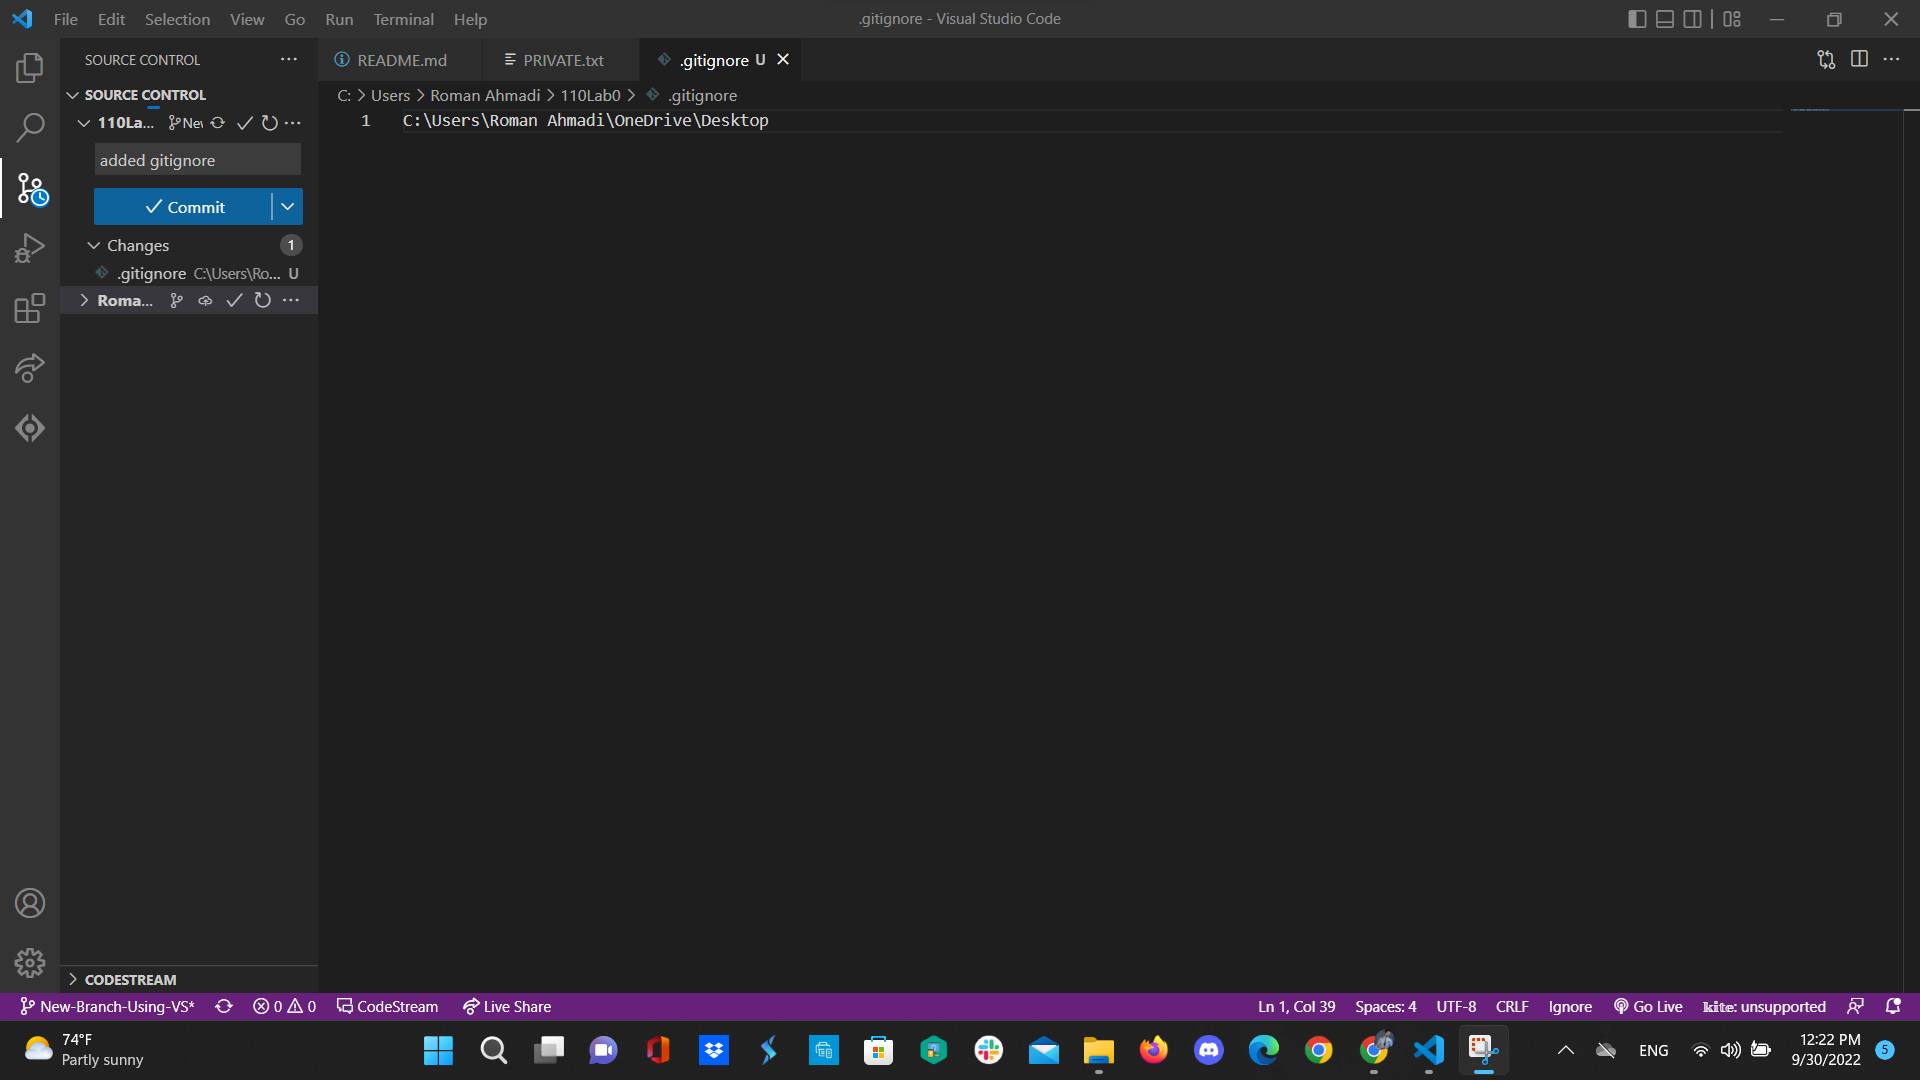 File Edit Selection View Go Run Terminal Help
.gitignore - Visual Studio Code
SOURCE CONTROL
README.md
PRIVATE.txt
.gitignore U
SOURCE CONTROL
C: > Users > Roman Ahmadi > 110Lab0 > .gitignore
110La... Nev
1 C:\Users\Roman Ahmadi\OneDrive\Desktop
added gitignore
Commit
Changes 1
.gitignore C:\Users\Ro... U
Roma...
CODESTREAM
New-Branch-Using-VS* 0 0 CodeStream Live Share
Ln 1, Col 39 Spaces: 4 UTF-8 CRLF Ignore Go Live kite: unsupported
74°F
Partly sunny
ENG
12:22 PM
9/30/2022
5